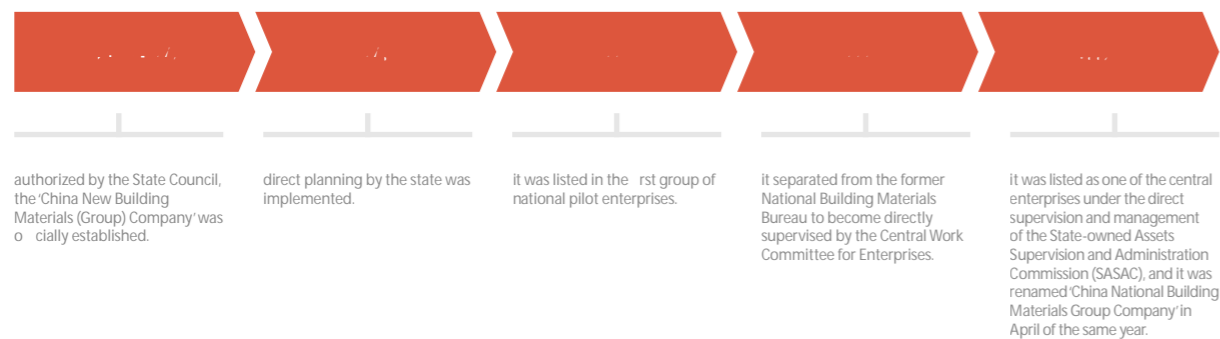 authorized by the State Council,
the ‘China New Building
Materials (Group) Company’ was
o cially established.
direct planning by the state was
implemented.
it was listed in the rst group of
national pilot enterprises.
it separated from the former
National Building Materials
Bureau to become directly
supervised by the Central Work
Committee for Enterprises.
it was listed as one of the central
enterprises under the direct
supervision and management
of the State-owned Assets
Supervision and Administration
Commission (SASAC), and it was
renamed ‘China National Building
Materials Group Company’ in
April of the same year.